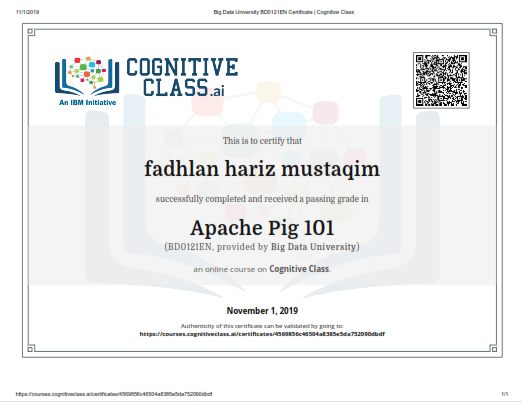 11/1/2019 Big Data University BD0121EN Certificate | Cognitive Class
COGNITIVE
CLASS.ai
An IBM Initiative
This is to certify that
fadhlan hariz mustaqim
successfully completed and received a passing grade in
Apache Pig 101
(BD0121EN, provided by Big Data University)
an online course on Cognitive Class.
November 1, 2019
Authenticity of this certificate can be validated by going to:
https://courses.cognitiveclass.ai/certificates/4569856c46504a8385e5da752090dbdf
https://courses.cognitiveclass.ai/certificates/4569856c46504a8385e5da752090dbdf 1/1